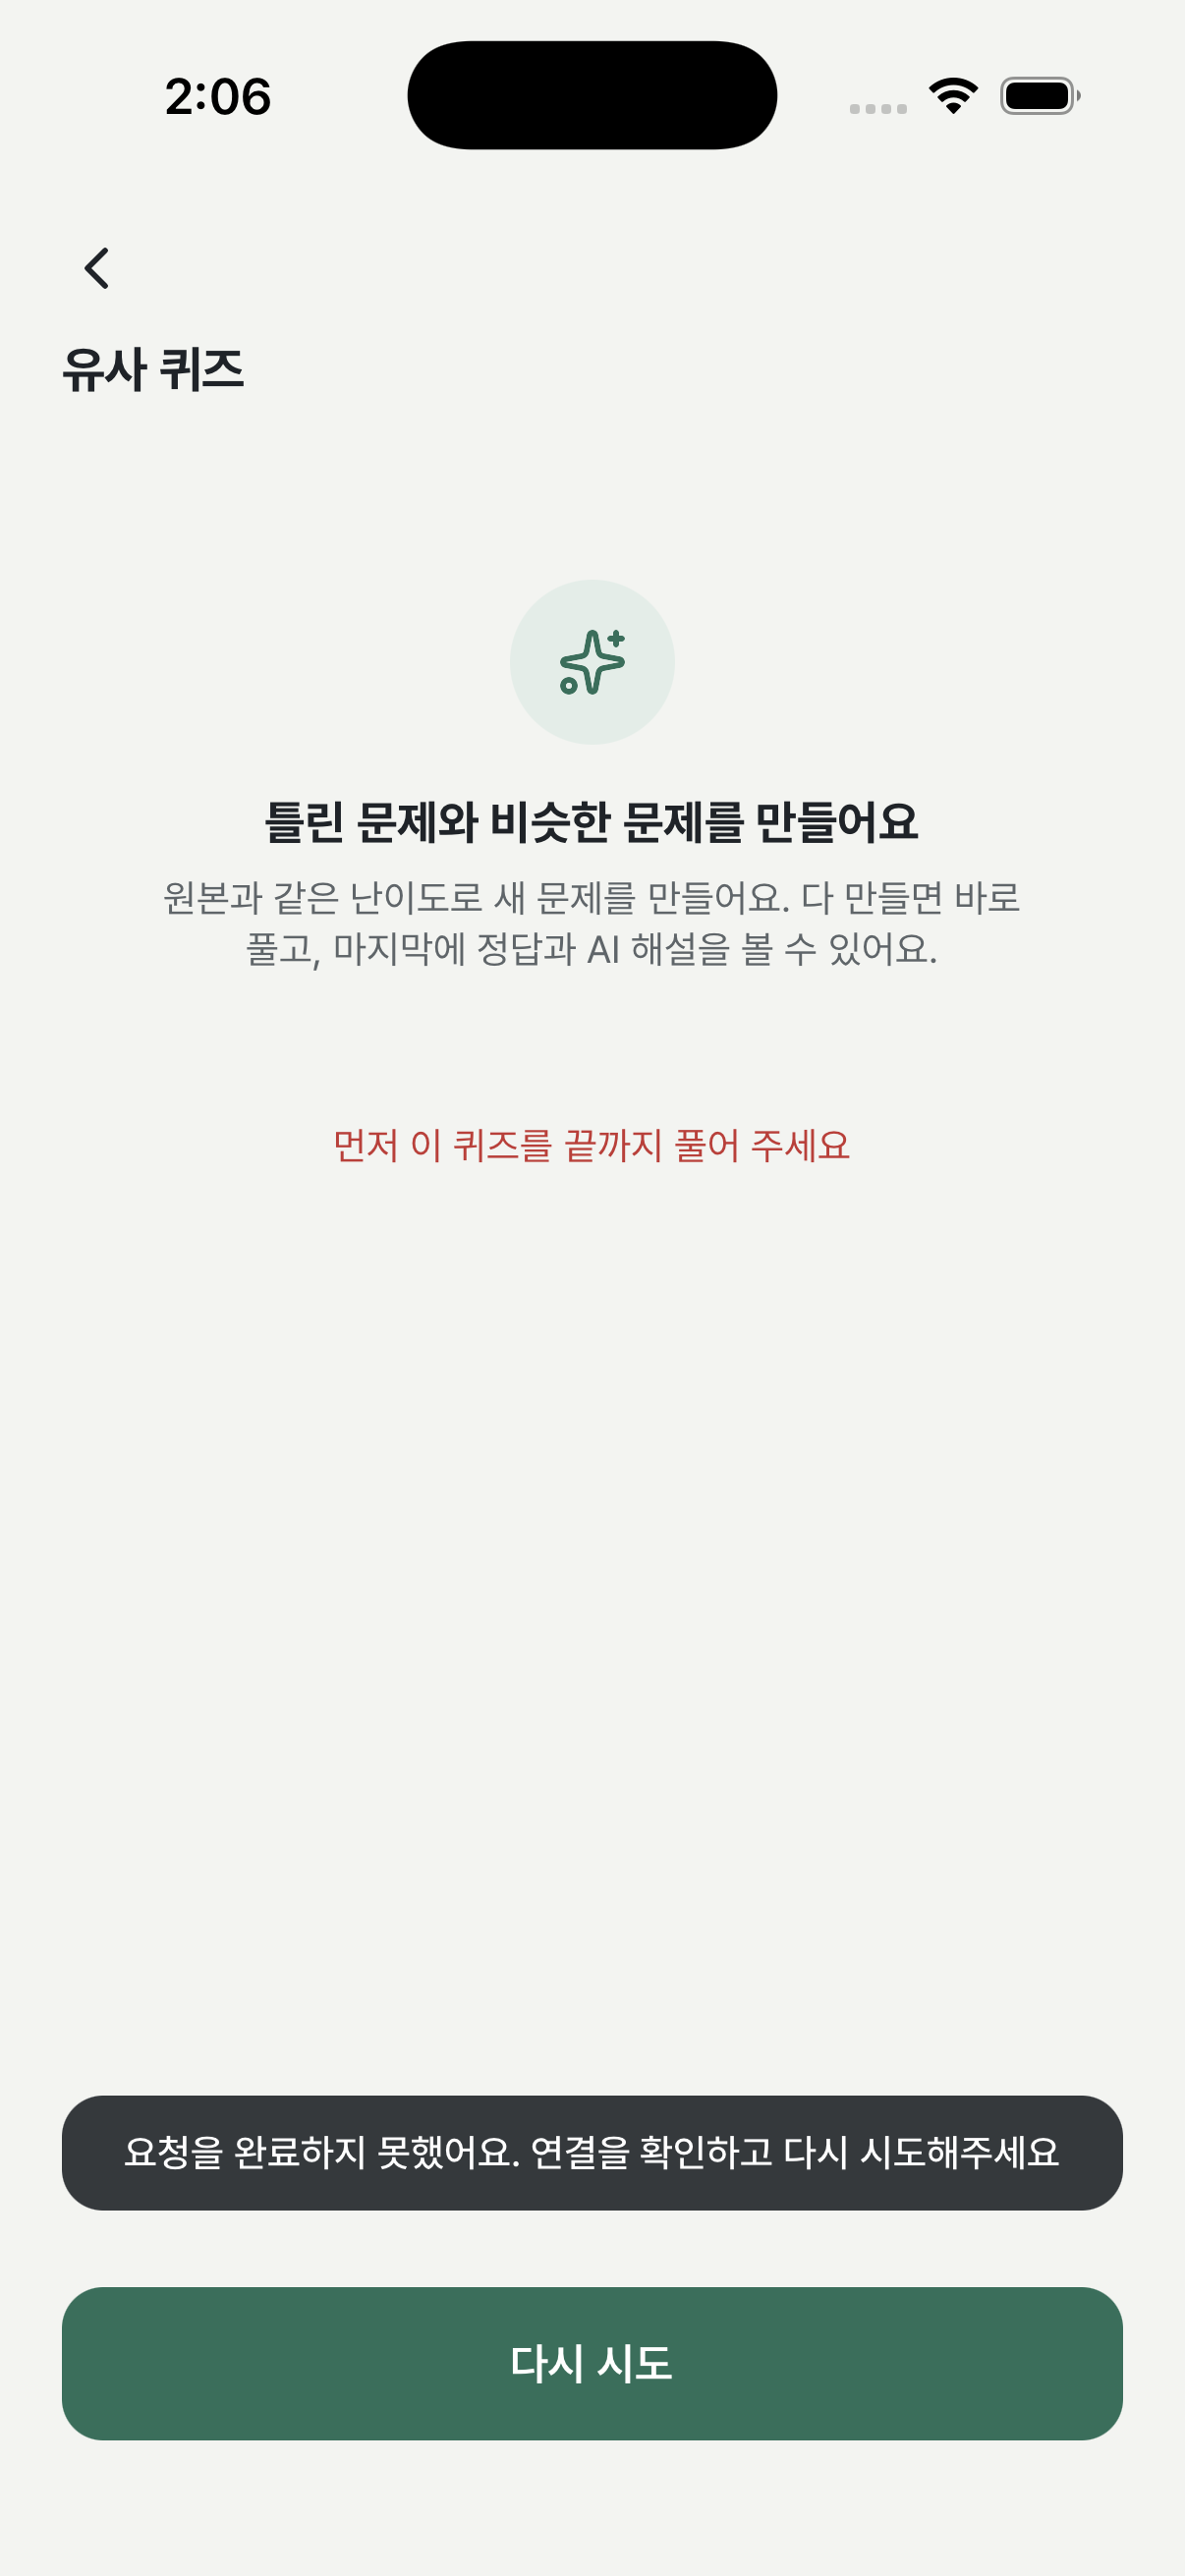 2:06
유사 퀴즈
틀린 문제와 비슷한 문제를 만들어요
원본과 같은 난이도로 새 문제를 만들어요. 다 만들면 바로
풀고, 마지막에 정답과 AI 해설을 볼 수 있어요.
먼저 이 퀴즈를 끝까지 풀어 주세요
요청을 완료하지 못했어요. 연결을 확인하고 다시 시도해주세요
다시 시도